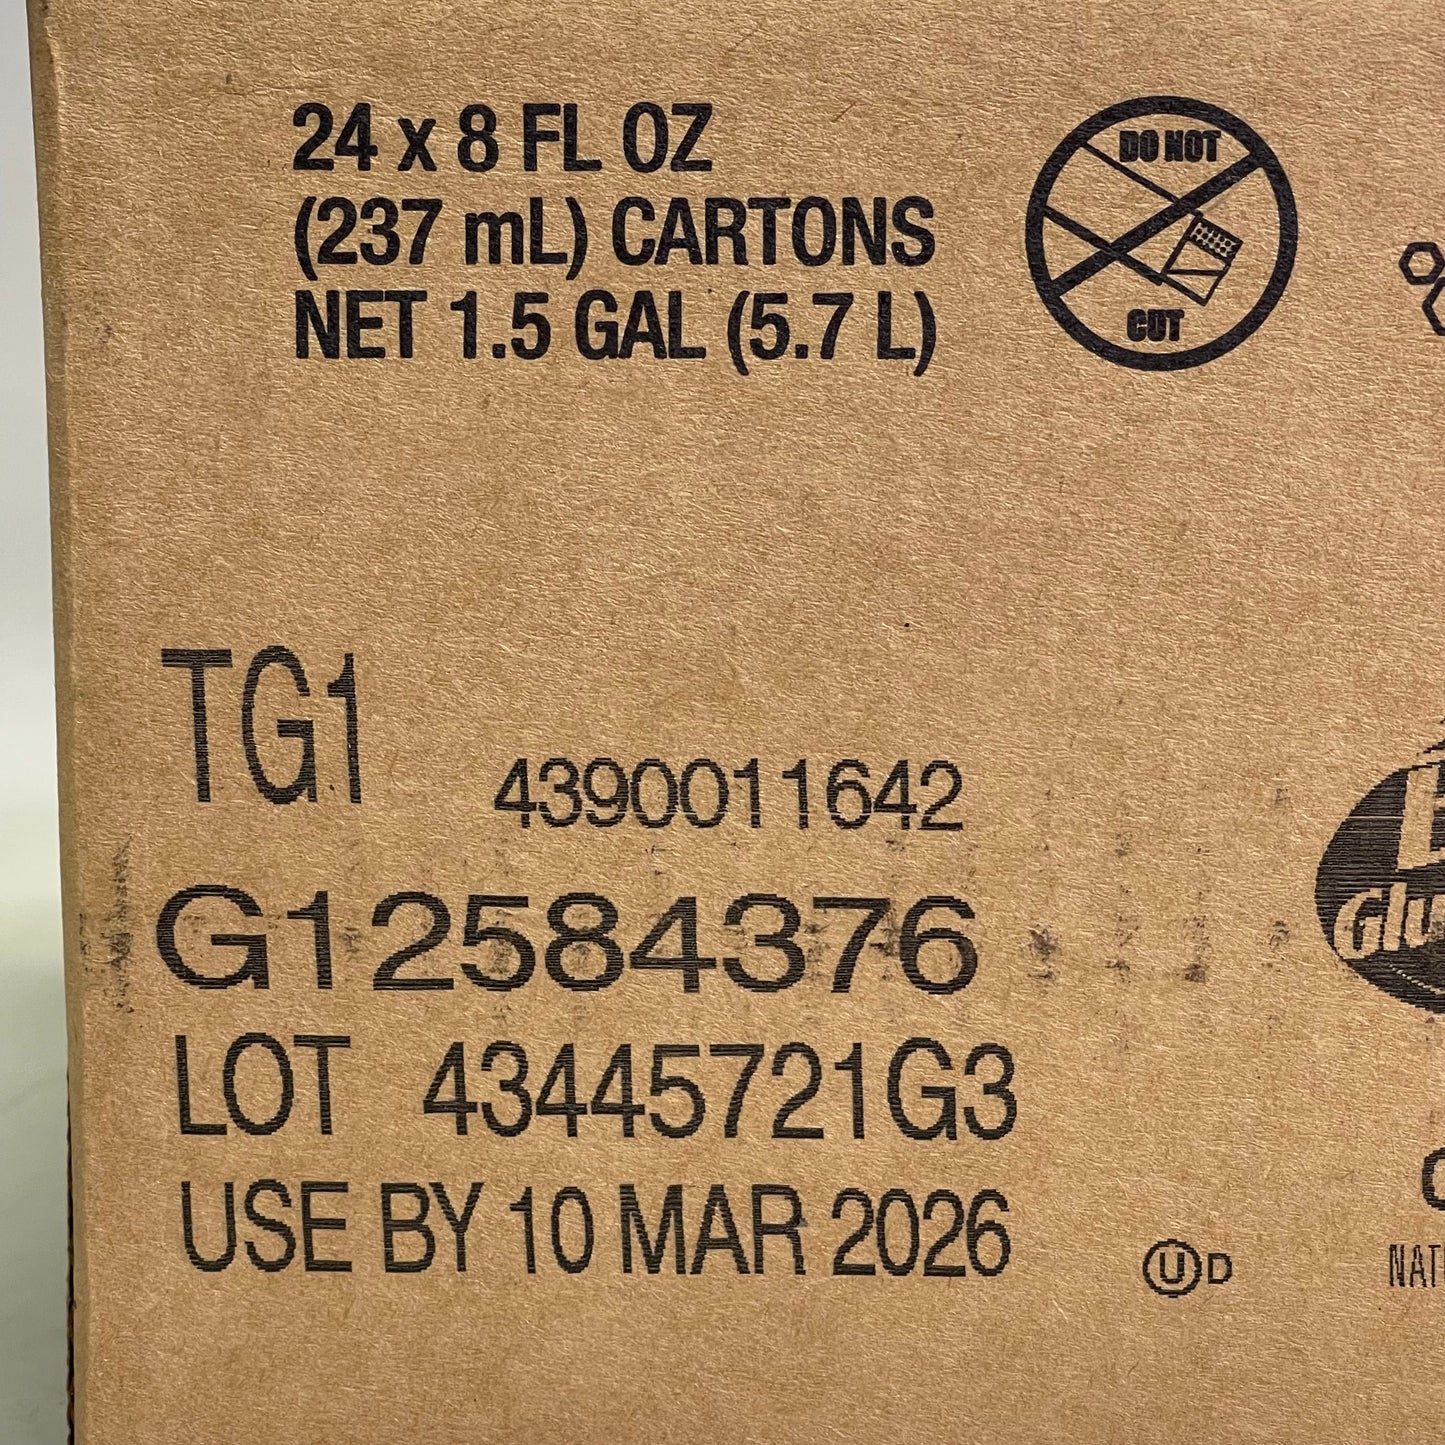 24 x 8 FL OZ
(237 mL) CARTONS
NET 1.5 GAL (5.7 L)
DO NOT
CUT
TG1
4390011642
G12584376
LOT 43445721G3
USE BY 10 MAR 2026
UD